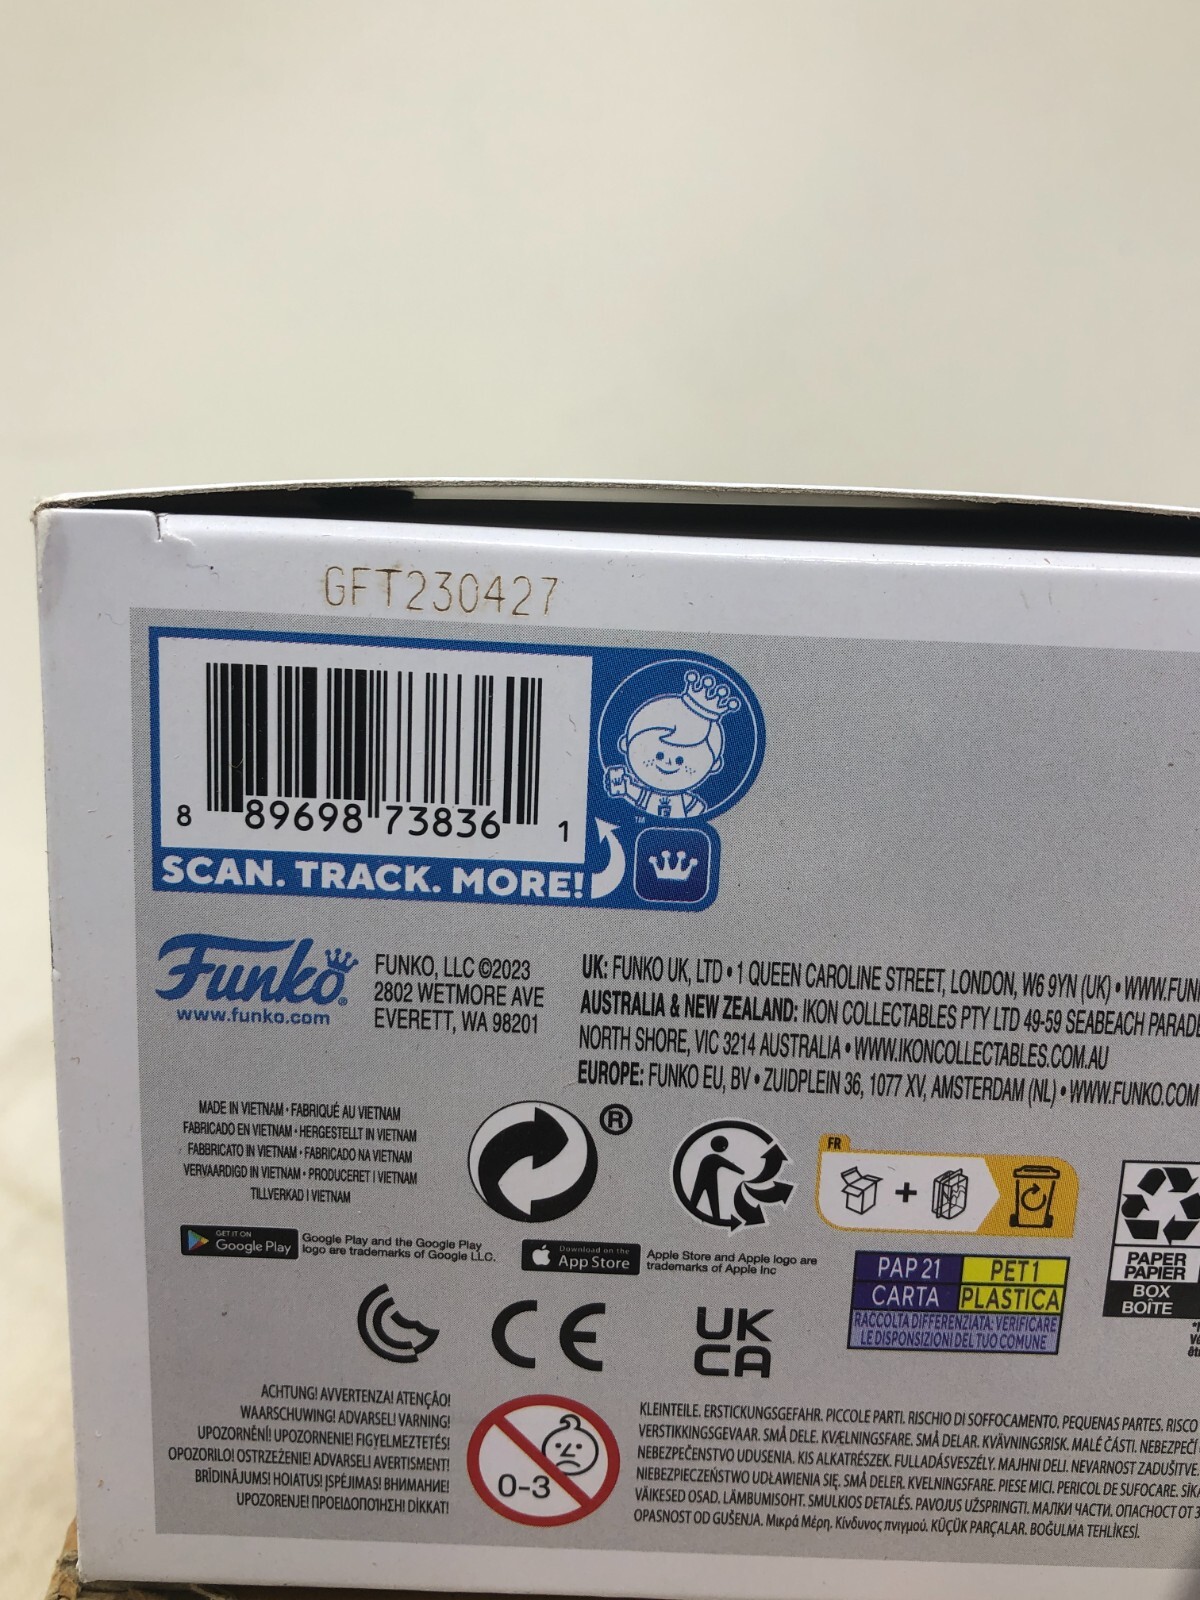 GFT230427
8 89698 73836 1
SCAN. TRACK. MORE!
TM
Funko®
www.funko.com
FUNKO, LLC ©2023
2802 WETMORE AVE
EVERETT, WA 98201
UK: FUNKO UK, LTD • 1 QUEEN CAROLINE STREET, LONDON, W6 9YN (UK) • WWW.FUN
AUSTRALIA & NEW ZEALAND: IKON COLLECTABLES PTY LTD 49-59 SEABEACH PARADE
NORTH SHORE, VIC 3214 AUSTRALIA • WWW.IKONCOLLECTABLES.COM.AU
EUROPE: FUNKO EU, BV • ZUIDPLEIN 36, 1077 XV, AMSTERDAM (NL) • WWW.FUNKO.COM
MADE IN VIETNAM • FABRIQUÉ AU VIETNAM
FABRICADO EN VIETNAM • HERGESTELLT IN VIETNAM
FABBRICATO IN VIETNAM • FABRICADO NA VIETNAM
VERVAARDIGD IN VIETNAM • PRODUCERET I VIETNAM
TILLVERKAD I VIETNAM
®
FR
+
PAPER
PAPIER
BOX
BOÎTE
GET IT ON
Google Play
Google Play and the Google Play
logo are trademarks of Google LLC.
Download on the
App Store
Apple Store and Apple logo are
trademarks of Apple Inc
PAP 21
PET1
CARTA
PLASTICA
RACCOLTA DIFFERENZIATA: VERIFICARE
LE DISPONSIZIONI DEL TUO COMUNE
CE
UK
CA
ACHTUNG! AVVERTENZA! ATENÇÃO!
WAARSCHUWING! ADVARSEL! VARNING!
UPOZORNĚNÍ! UPOZORNENIE! FIGYELMEZTETÉS!
OPOZORILO! OSTRZEŻENIE! ADVARSEL! AVERTISMENT!
BRĪDINĀJUMS! HOIATUS! ĮSPĖJIMAS! ВНИМАНИЕ!
UPOZORENJE! ΠΡΟΕΙΔΟΠΟΙΗΣΗ! DİKKAT!
0-3
KLEINTEILE. ERSTICKUNGSGEFAHR. PICCOLE PARTI. RISCHIO DI SOFFOCAMENTO. PEQUENAS PARTES. RISCO
VERSTIKKINGSGEVAAR. SMÅ DELE. KVÆLNINGSFARE. SMÅ DELAR. KVÄVNINGSRISK. MALÉ ČÁSTI. NEBEZPEČÍ
NEBEZPEČENSTVO UDUSENIA. KIS ALKATRÉSZEK. FULLADÁSVESZÉLY. MAJHNI DELI. NEVARNOST ZADUŠITVE.
NIEBEZPIECZEŃSTWO UDŁAWIENIA SIĘ. SMÅ DELER. KVELNINGSFARE. PIESE MICI. PERICOL DE SUFOCARE. SĪKA
VÄIKESED OSAD. LÄMBUMISOHT. SMULKIOS DETALĖS. PAVOJUS UŽSPRINGTI. МАЛКИ ЧАСТИ. ОПАСНОСТ ОТ З
OPASNOST OD GUŠENJA. Μικρά Μέρη. Κίνδυνος πνιγμού. KÜÇÜK PARÇALAR. BOĞULMA TEHLİKESİ.